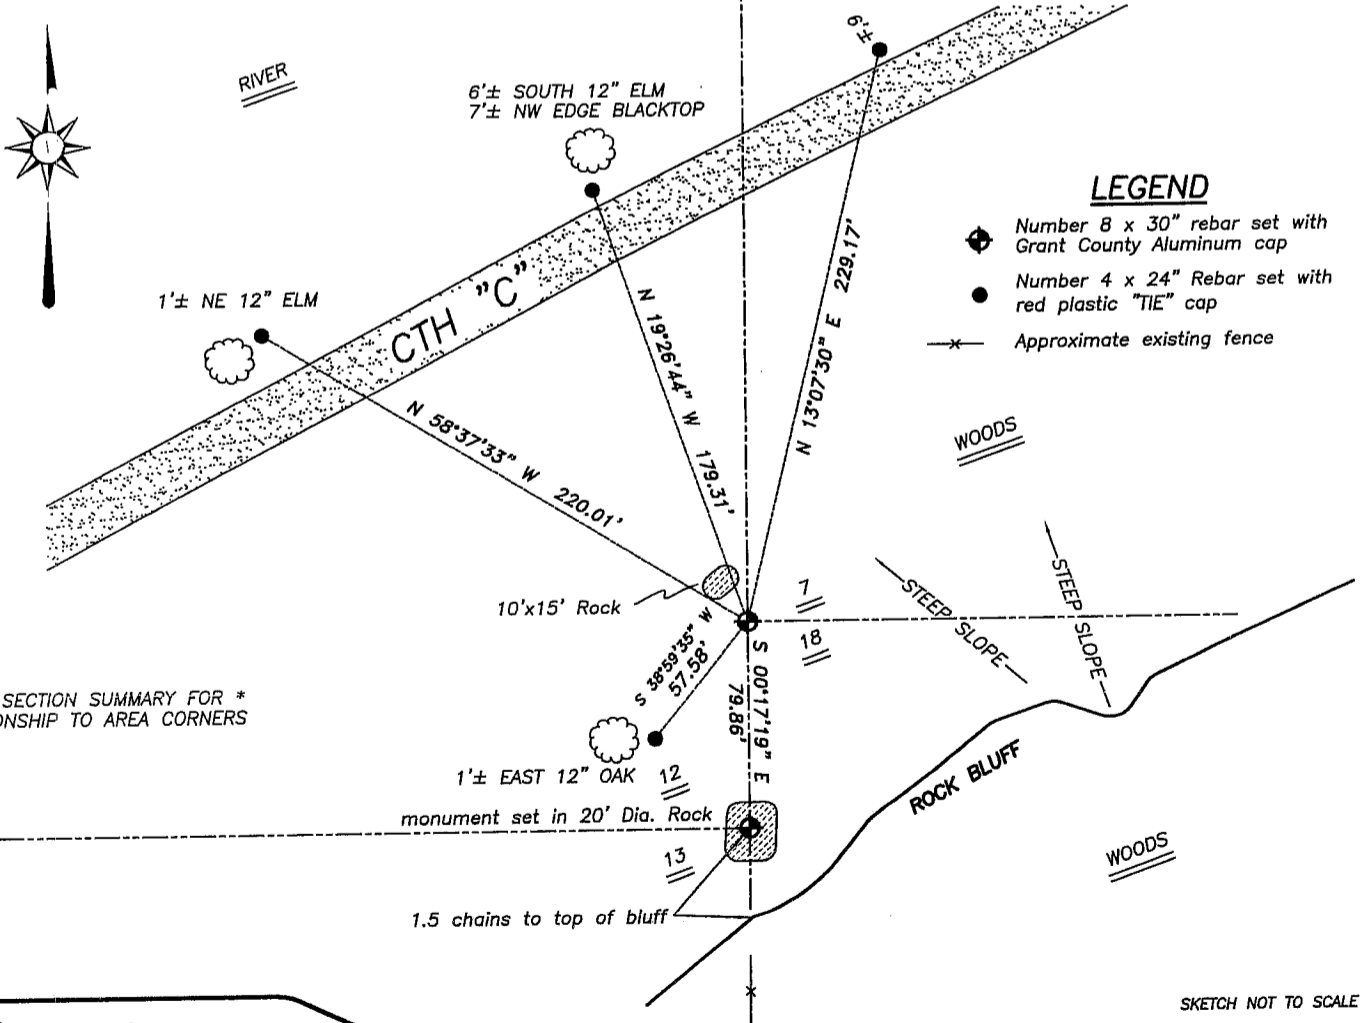 6'±
RIVER
6'± SOUTH 12" ELM
7'± NW EDGE BLACKTOP
LEGEND
Number 8 x 30" rebar set with
Grant County Aluminum cap
Number 4 x 24" Rebar set with
red plastic "TIE" cap
Approximate existing fence
1'± NE 12" ELM
CTH "C"
N 58°37'33" W 220.01'
N 19°26'44" W 179.31'
N 13°07'30" E 229.17'
WOODS
STEEP SLOPE
STEEP SLOPE
10'x15' Rock
7
18
S 38°59'35" W
57.58'
S 00°17'19" E
79.86'
SECTION SUMMARY FOR *
ONSHIP TO AREA CORNERS
1'± EAST 12" OAK
12
monument set in 20' Dia. Rock
13
ROCK BLUFF
WOODS
1.5 chains to top of bluff
SKETCH NOT TO SCALE